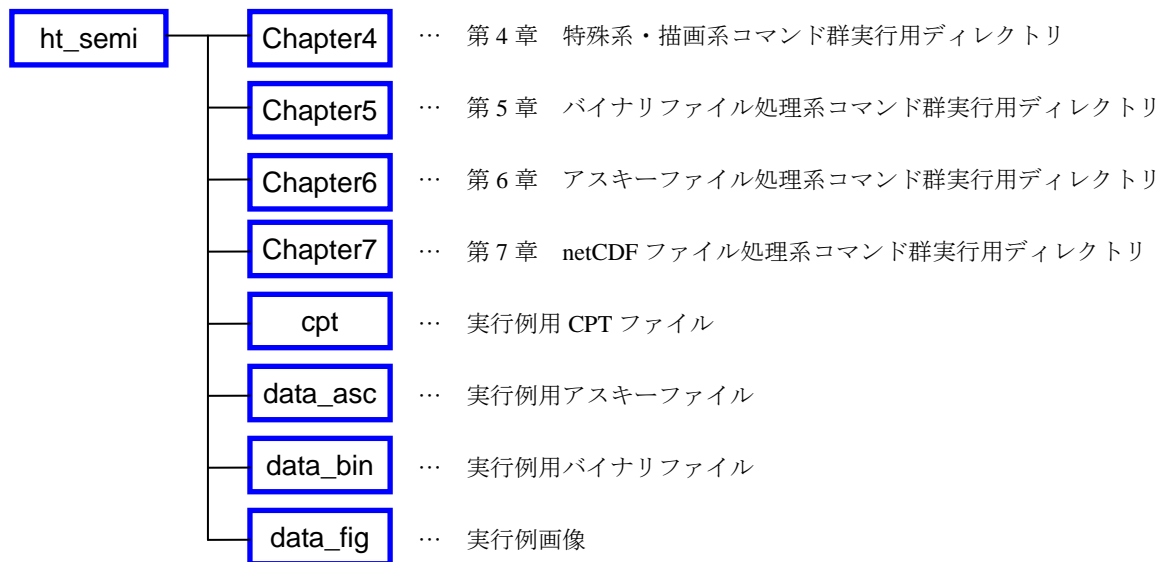 ht_semi Chapter4 … 第 4 章 特殊系・描画系コマンド群実行用ディレクトリ
Chapter5 … 第 5 章 バイナリファイル処理系コマンド群実行用ディレクトリ
Chapter6 … 第 6 章 アスキーファイル処理系コマンド群実行用ディレクトリ
Chapter7 … 第 7 章 netCDF ファイル処理系コマンド群実行用ディレクトリ
cpt … 実行例用 CPT ファイル
data_asc … 実行例用アスキーファイル
data_bin … 実行例用バイナリファイル
data_fig … 実行例画像